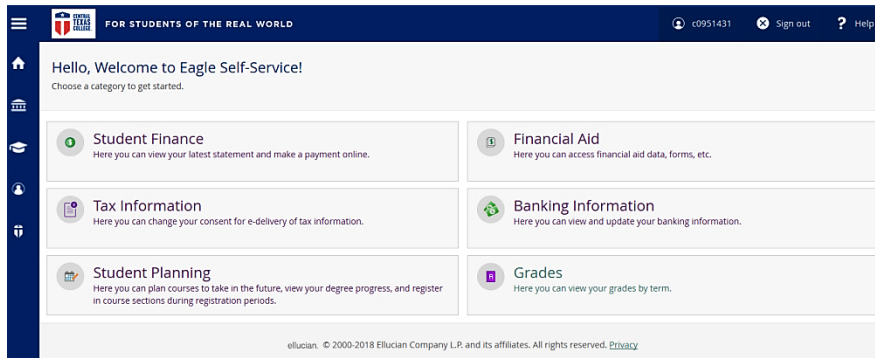 CENTRAL
TEXAS
COLLEGE.
FOR STUDENTS OF THE REAL WORLD
c0951431
Sign out
? Help
Hello, Welcome to Eagle Self-Service!
Choose a category to get started.
Student Finance
Here you can view your latest statement and make a payment online.
Financial Aid
Here you can access financial aid data, forms, etc.
Tax Information
Here you can change your consent for e-delivery of tax information.
Banking Information
Here you can view and update your banking information.
Student Planning
Here you can plan courses to take in the future, view your degree progress, and register
in course sections during registration periods.
Grades
Here you can view your grades by term.
ellucian. © 2000-2018 Ellucian Company L.P. and its affiliates. All rights reserved. Privacy